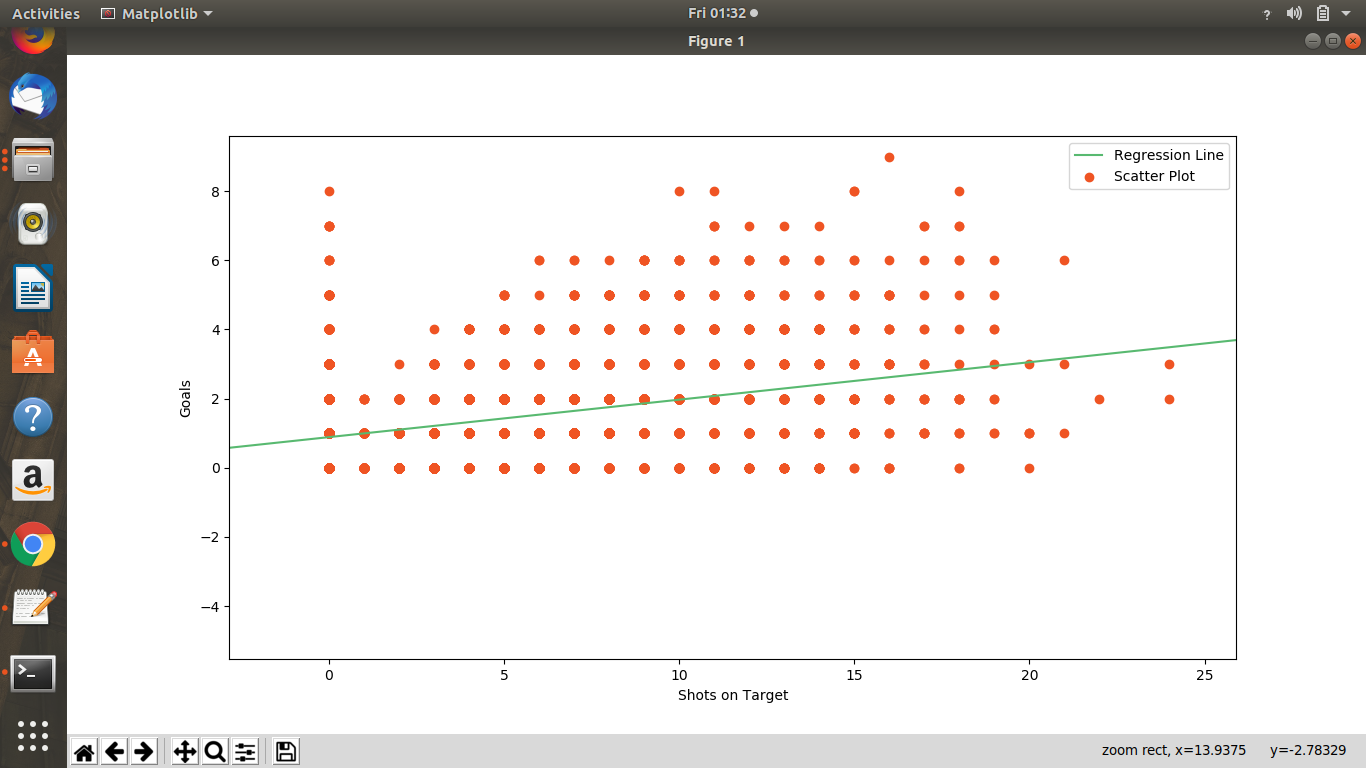 Activities Matplotlib Fri 01:32 ?
Figure 1
Regression Line
Scatter Plot
8
6
4
2
0
−2
−4
Goals
0 5 10 15 20 25
Shots on Target
zoom rect, x=13.9375 y=-2.78329